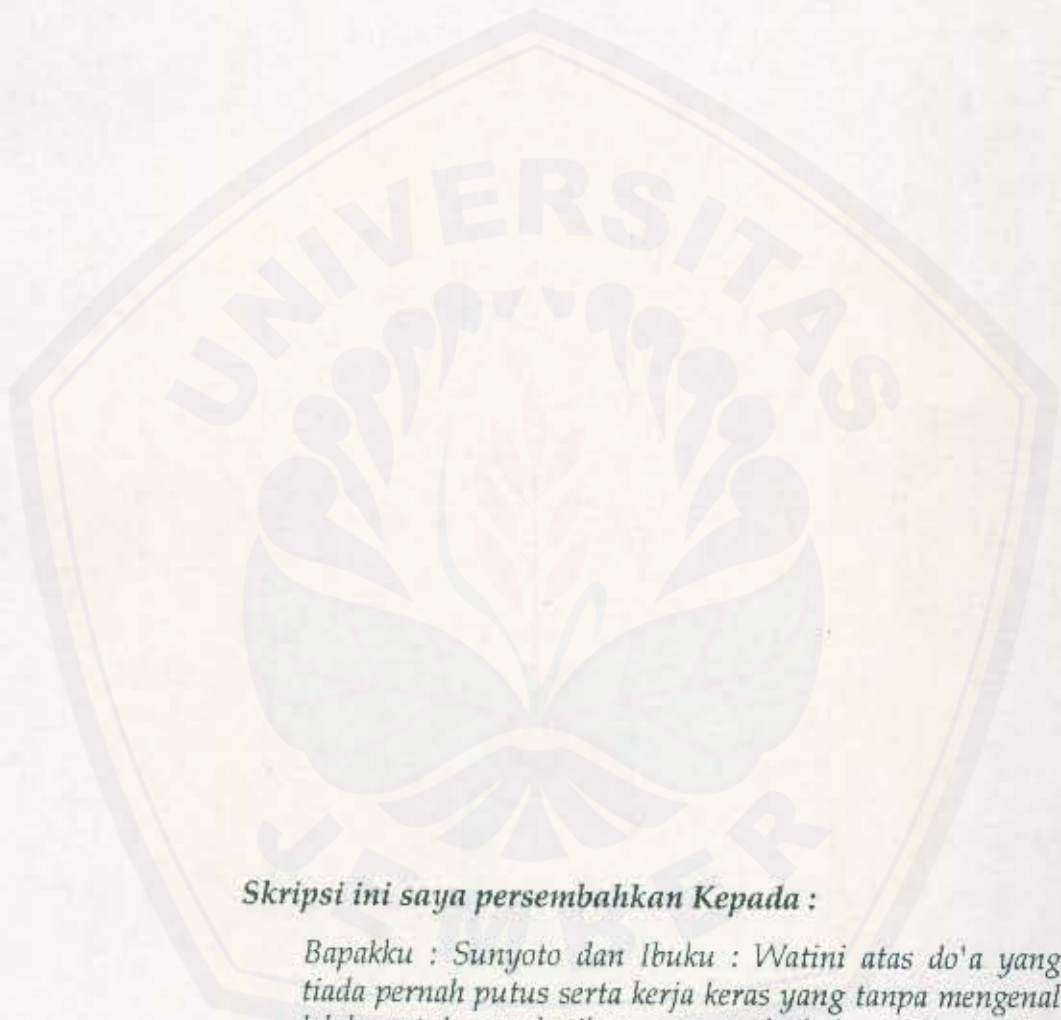 UNIVERSITAS
JEMBER
Skripsi ini saya persembahkan Kepada :
Bapakku : Sunyoto dan Ibuku : Watini atas do'a yang
tiada pernah putus serta kerja keras yang tanpa mengenal